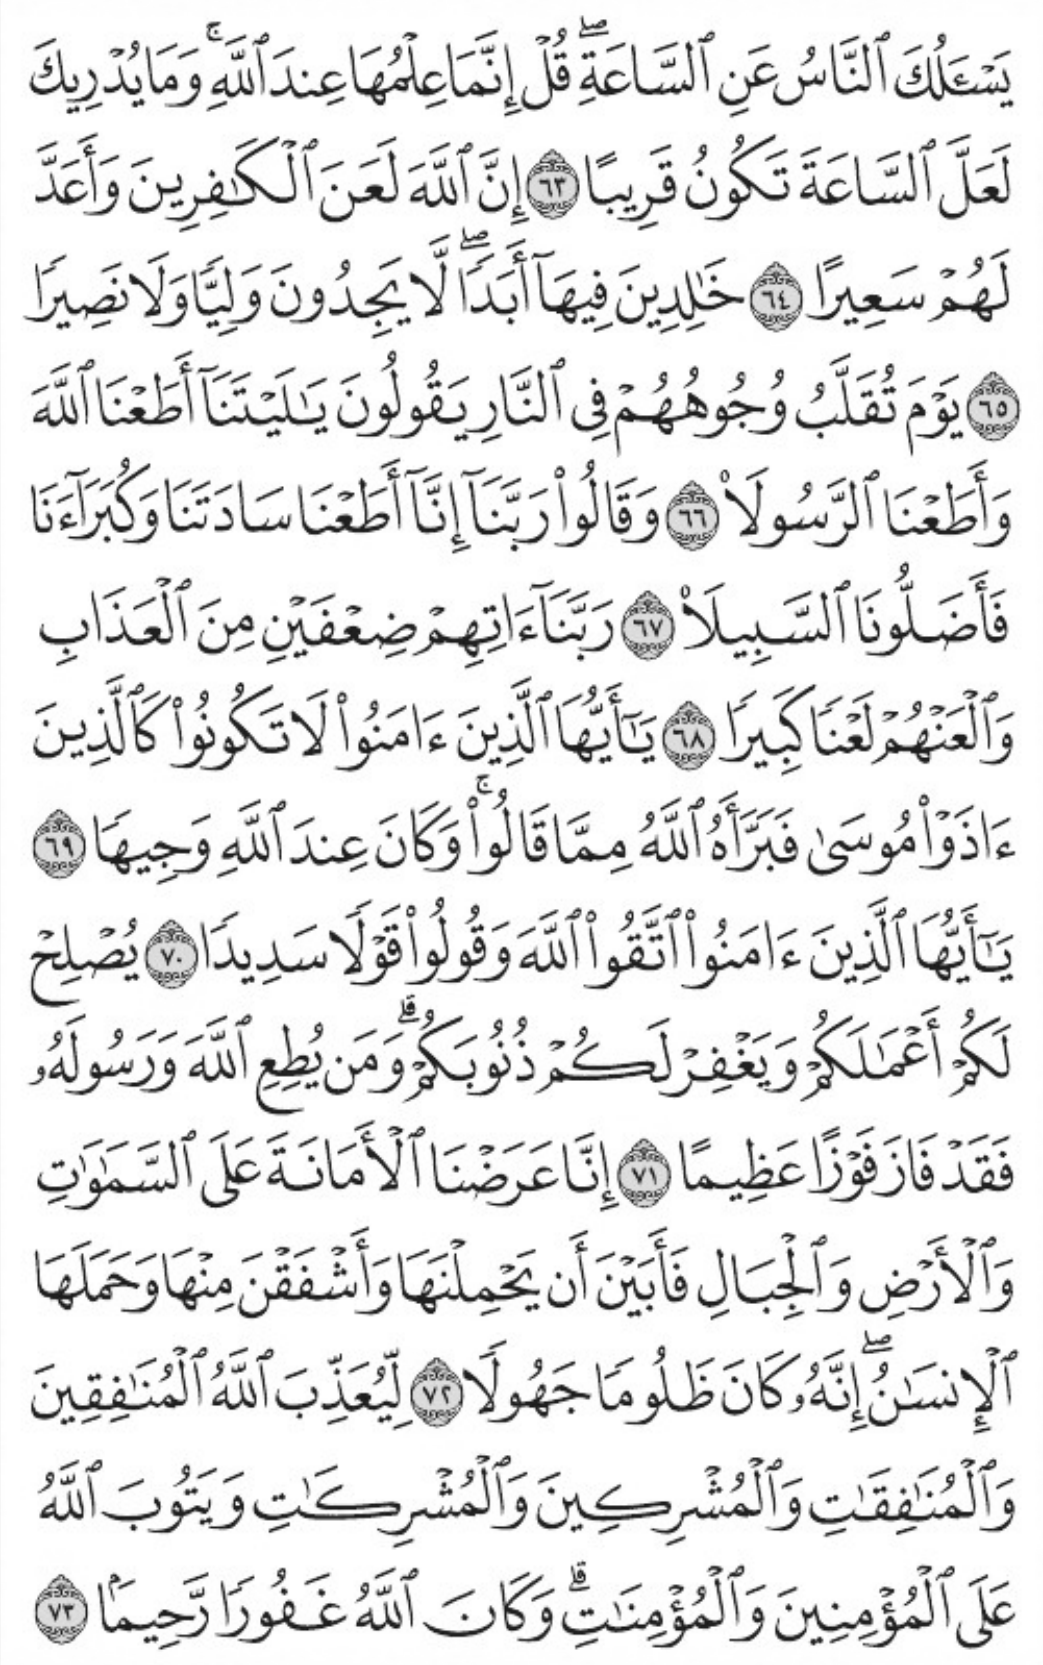 يَسْـَٔلُكَ ٱلنَّاسُ عَنِ ٱلسَّاعَةِۖ قُلْ إِنَّمَا عِلْمُهَا عِندَ ٱللَّهِۚ وَمَا يُدْرِيكَ
لَعَلَّ ٱلسَّاعَةَ تَكُونُ قَرِيبًا ٦٣ إِنَّ ٱللَّهَ لَعَنَ ٱلْكَـٰفِرِينَ وَأَعَدَّ
لَهُمْ سَعِيرًا ٦٤ خَـٰلِدِينَ فِيهَآ أَبَدًاۖ لَّا يَجِدُونَ وَلِيًّا وَلَا نَصِيرًا
٦٥ يَوْمَ تُقَلَّبُ وُجُوهُهُمْ فِى ٱلنَّارِ يَقُولُونَ يَـٰلَيْتَنَآ أَطَعْنَا ٱللَّهَ
وَأَطَعْنَا ٱلرَّسُولَا۠ ٦٦ وَقَالُوا۟ رَبَّنَآ إِنَّآ أَطَعْنَا سَادَتَنَا وَكُبَرَآءَنَا
فَأَضَلُّونَا ٱلسَّبِيلَا۠ ٦٧ رَبَّنَآ ءَاتِهِمْ ضِعْفَيْنِ مِنَ ٱلْعَذَابِ
وَٱلْعَنْهُمْ لَعْنًا كَبِيرًا ٦٨ يَـٰٓأَيُّهَا ٱلَّذِينَ ءَامَنُوا۟ لَا تَكُونُوا۟ كَٱلَّذِينَ
ءَاذَوْا۟ مُوسَىٰ فَبَرَّأَهُ ٱللَّهُ مِمَّا قَالُوا۟ۚ وَكَانَ عِندَ ٱللَّهِ وَجِيهًا ٦٩
يَـٰٓأَيُّهَا ٱلَّذِينَ ءَامَنُوا۟ ٱتَّقُوا۟ ٱللَّهَ وَقُولُوا۟ قَوْلًا سَدِيدًا ٧٠ يُصْلِحْ
لَكُمْ أَعْمَـٰلَكُمْ وَيَغْفِرْ لَكُمْ ذُنُوبَكُمْۗ وَمَن يُطِعِ ٱللَّهَ وَرَسُولَهُۥ
فَقَدْ فَازَ فَوْزًا عَظِيمًا ٧١ إِنَّا عَرَضْنَا ٱلْأَمَانَةَ عَلَى ٱلسَّمَـٰوَٰتِ
وَٱلْأَرْضِ وَٱلْجِبَالِ فَأَبَيْنَ أَن يَحْمِلْنَهَا وَأَشْفَقْنَ مِنْهَا وَحَمَلَهَا
ٱلْإِنسَـٰنُۖ إِنَّهُۥ كَانَ ظَلُومًا جَهُولًا ٧٢ لِّيُعَذِّبَ ٱللَّهُ ٱلْمُنَـٰفِقِينَ
وَٱلْمُنَـٰفِقَـٰتِ وَٱلْمُشْرِكِينَ وَٱلْمُشْرِكَـٰتِ وَيَتُوبَ ٱللَّهُ
عَلَى ٱلْمُؤْمِنِينَ وَٱلْمُؤْمِنَـٰتِۗ وَكَانَ ٱللَّهُ غَفُورًا رَّحِيمًۢا ٧٣